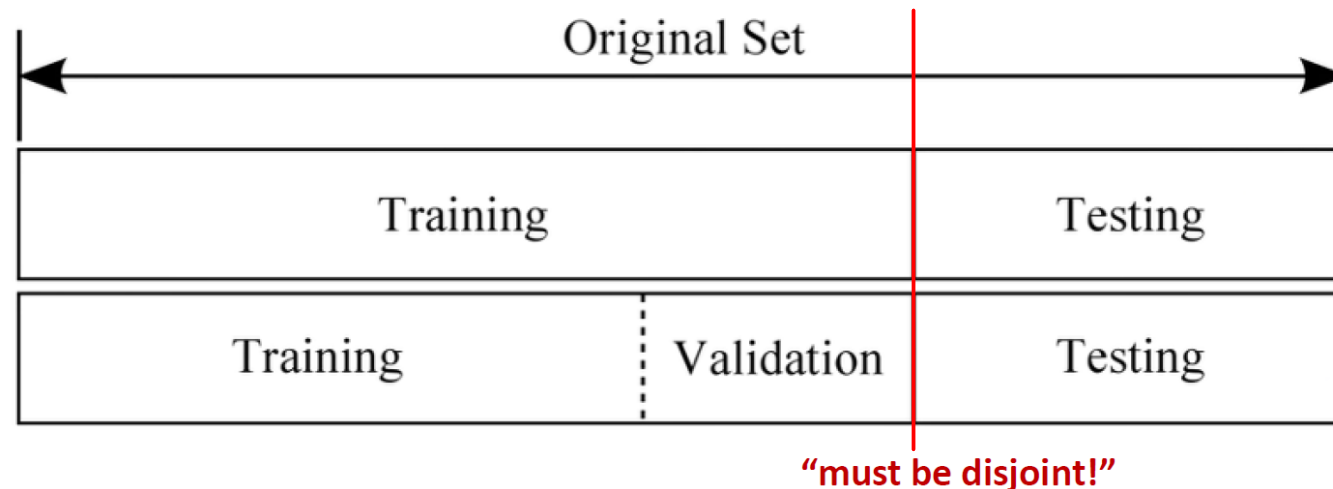 Original Set
Training Testing
Training Validation Testing
“must be disjoint!”